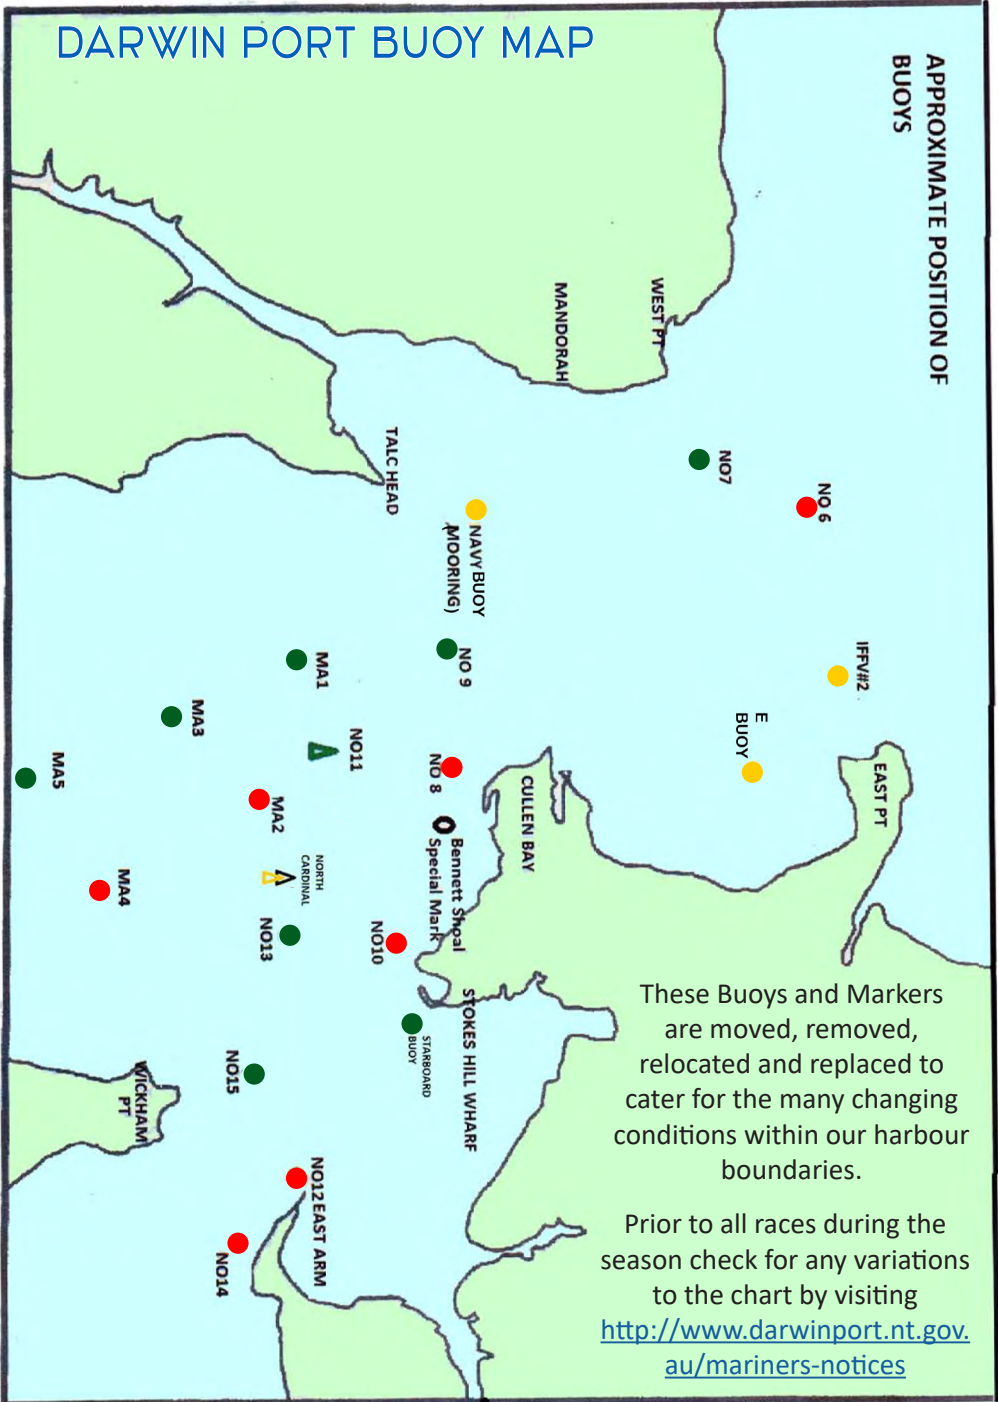 DARWIN PORT BUOY MAP
APPROXIMATE POSITION OF
BUOYS
WEST PT
MANDORAH
TALC HEAD
NO7
NO 6
NAVY BUOY
(MOORING)
NO 9
IFFV#2
E
BUOY
MA1
MA3
NO11
MA5
NO 8
MA2
CULLEN BAY
EAST PT
Bennett Shoal
Special Mark
NORTH
CARDINAL
MA4
NO13
NO10
STOKES HILL WHARF
STARBOARD
BUOY
NO15
WICKHAM
PT
NO12
EAST ARM
NO14
These Buoys and Markers
are moved, removed,
relocated and replaced to
cater for the many changing
conditions within our harbour
boundaries.
Prior to all races during the
season check for any variations
to the chart by visiting
http://www.darwinport.nt.gov.
au/mariners-notices